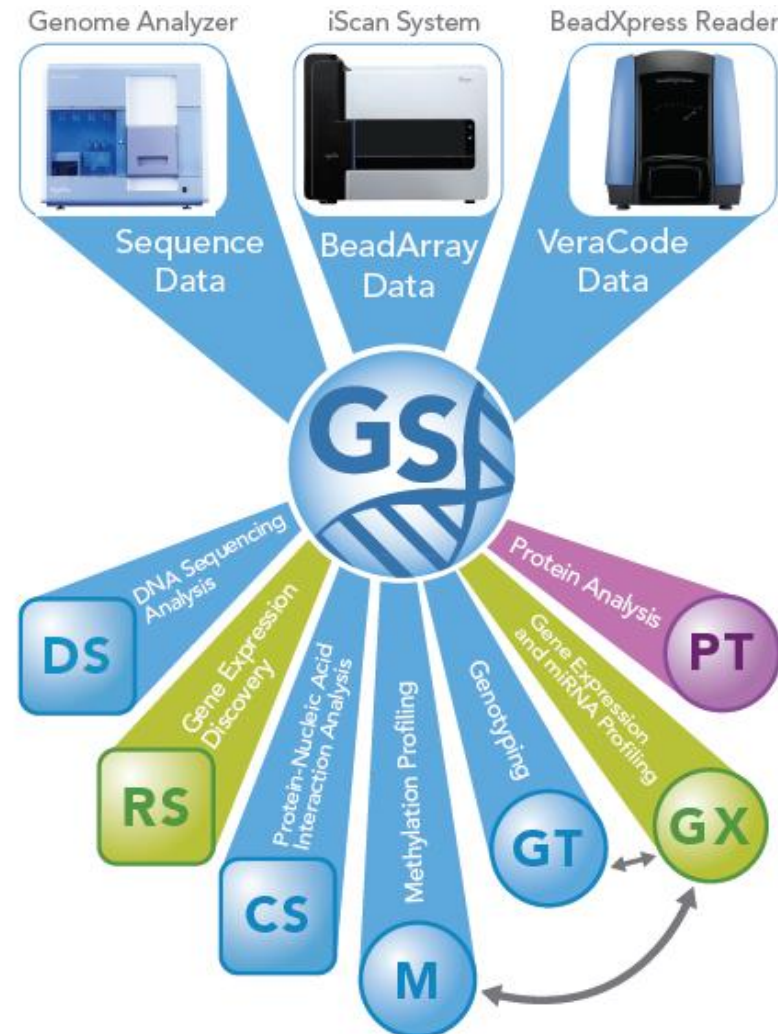 Genome Analyzer
iScan System
BeadXpress Reader
Sequence
Data
BeadArray
Data
VeraCode
Data
GS
DNA Sequencing
Analysis
DS
Gene Expression
Discovery
RS
Protein-Nucleic Acid
Interaction Analysis
CS
Methylation Profiling
M
Genotyping
GT
Gene Expression
and miRNA Profiling
GX
Protein Analysis
PT